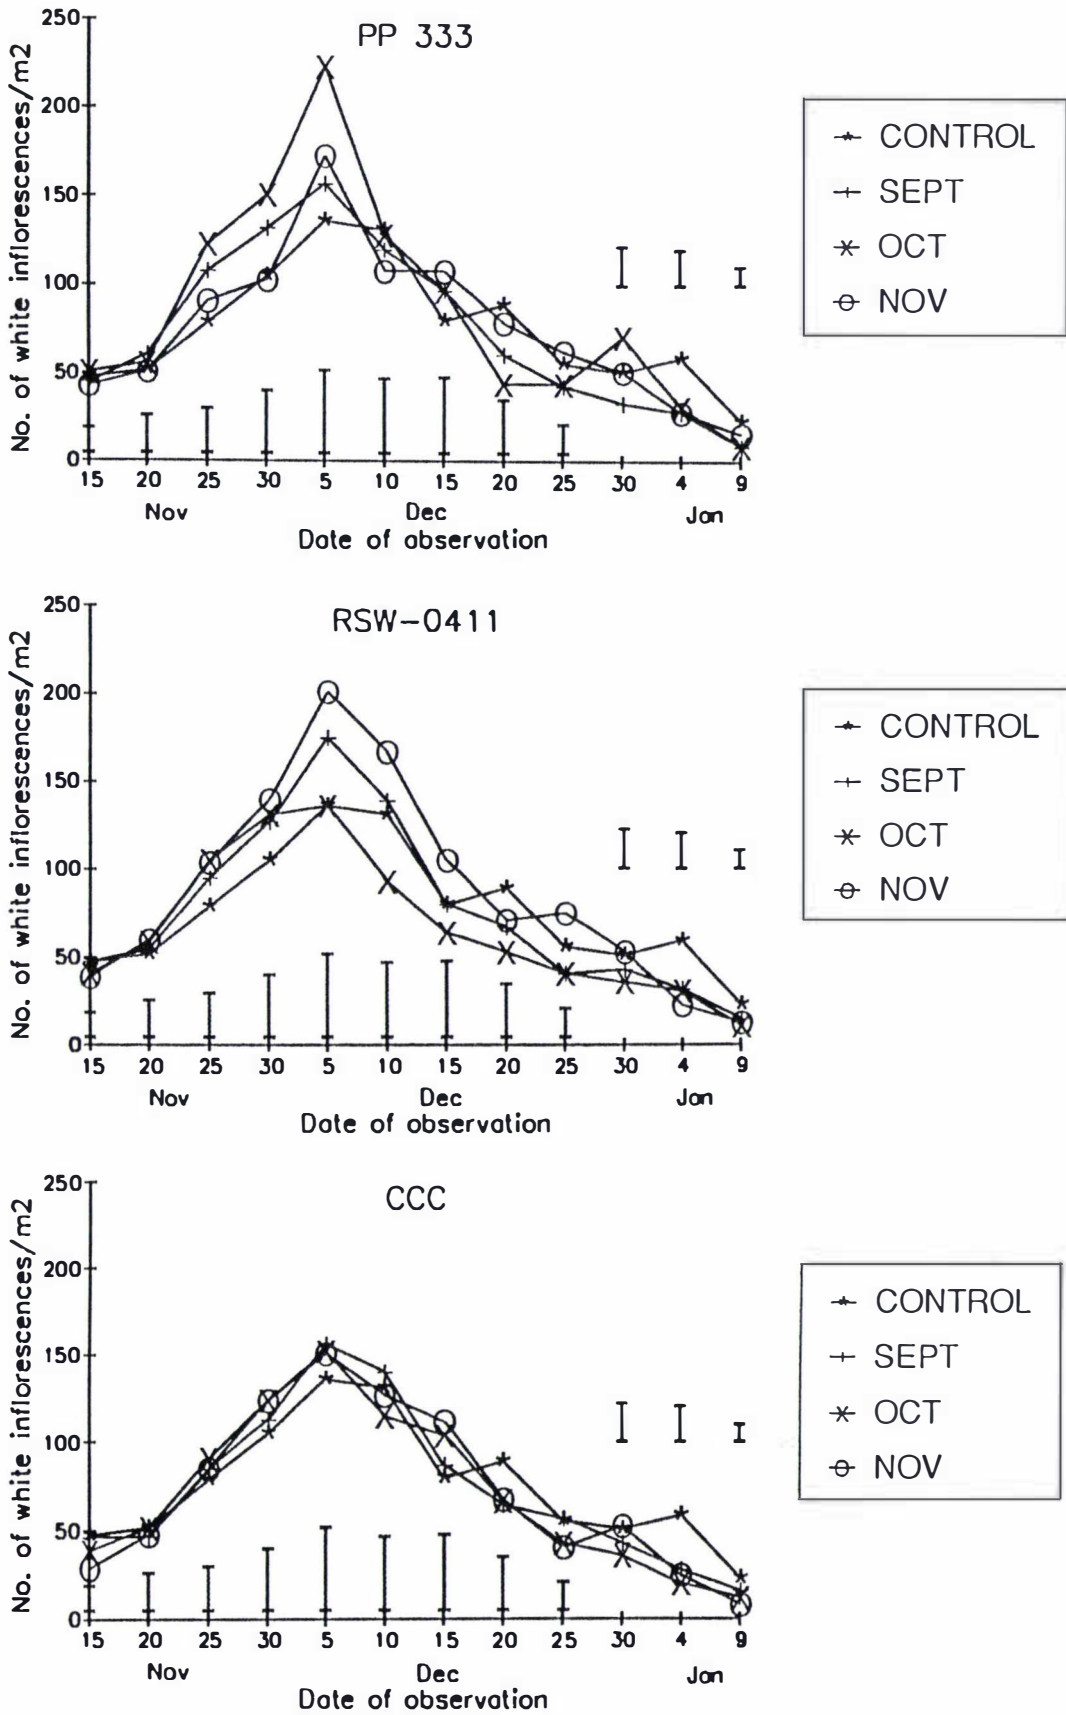 PP 333
No. of white inflorescences/m2
250
200
150
100
50
0
15 20 25 30 5 10 15 20 25 30 4 9
Nov Dec Jan
Date of observation
CONTROL
SEPT
OCT
NOV
RSW-0411
No. of white inflorescences/m2
250
200
150
100
50
0
15 20 25 30 5 10 15 20 25 30 4 9
Nov Dec Jan
Date of observation
CONTROL
SEPT
OCT
NOV
CCC
No. of white inflorescences/m2
250
200
150
100
50
0
15 20 25 30 5 10 15 20 25 30 4 9
Nov Dec Jan
Date of observation
CONTROL
SEPT
OCT
NOV